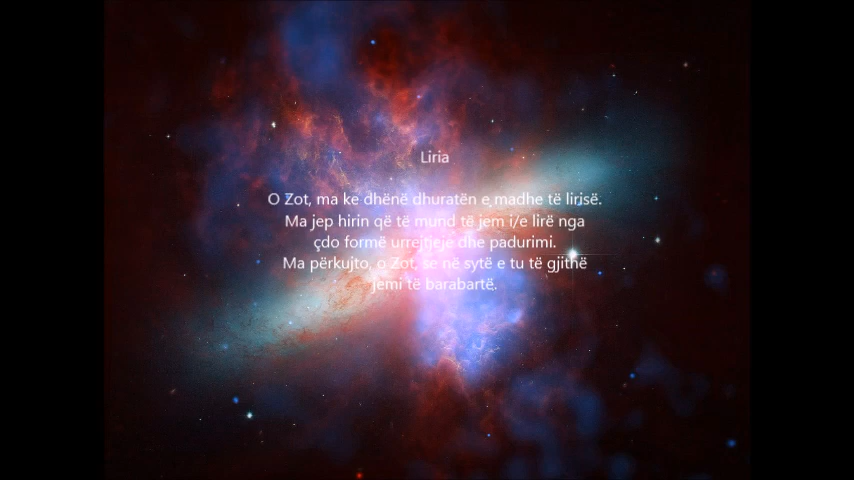 Liria
O Zot, ma ke dhënë dhuratën e madhe të lirisë.
Ma jep hirin që të mund të jem i/e lirë nga
çdo formë urrejtjeje dhe padurimi.
Ma përkujto, o Zot, se në sytë e tu të gjithë
jemi të barabartë.